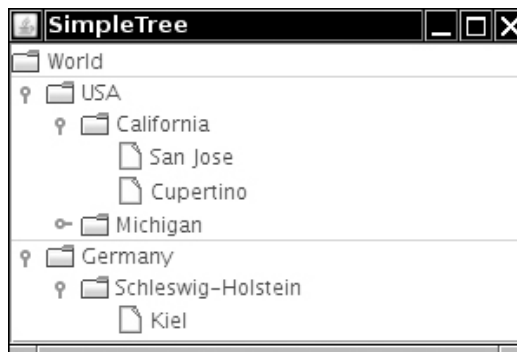 SimpleTree
World
USA
California
San Jose
Cupertino
Michigan
Germany
Schleswig-Holstein
Kiel